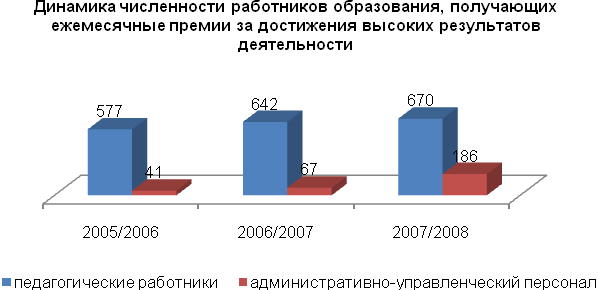 Динамика численности работников образования, получающих
ежемесячные премии за достижения высоких результатов
деятельности
577
41
642
67
670
186
2005/2006
2006/2007
2007/2008
педагогические работники
административно-управленческий персонал